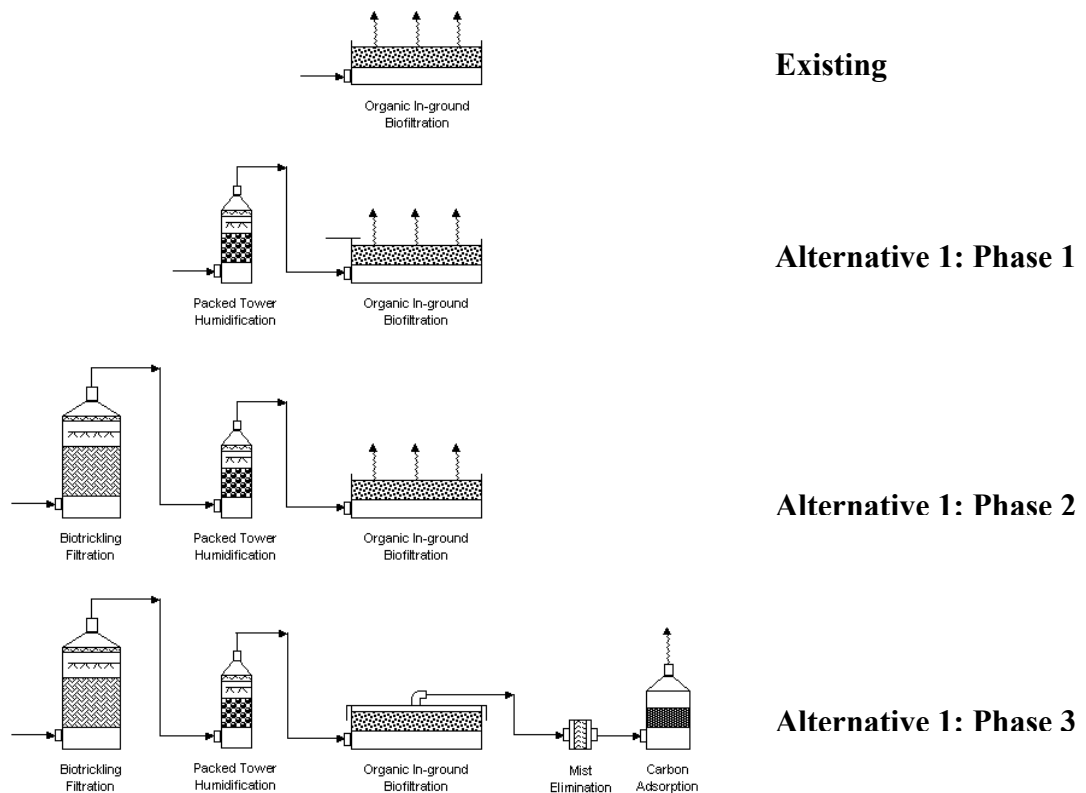 Existing
Organic In-ground
Biofiltration
Alternative 1: Phase 1
Packed Tower
Humidification
Organic In-ground
Biofiltration
Alternative 1: Phase 2
Biotrickling
Filtration
Packed Tower
Humidification
Organic In-ground
Biofiltration
Alternative 1: Phase 3
Biotrickling
Filtration
Packed Tower
Humidification
Organic In-ground
Biofiltration
Mist
Elimination
Carbon
Adsorption